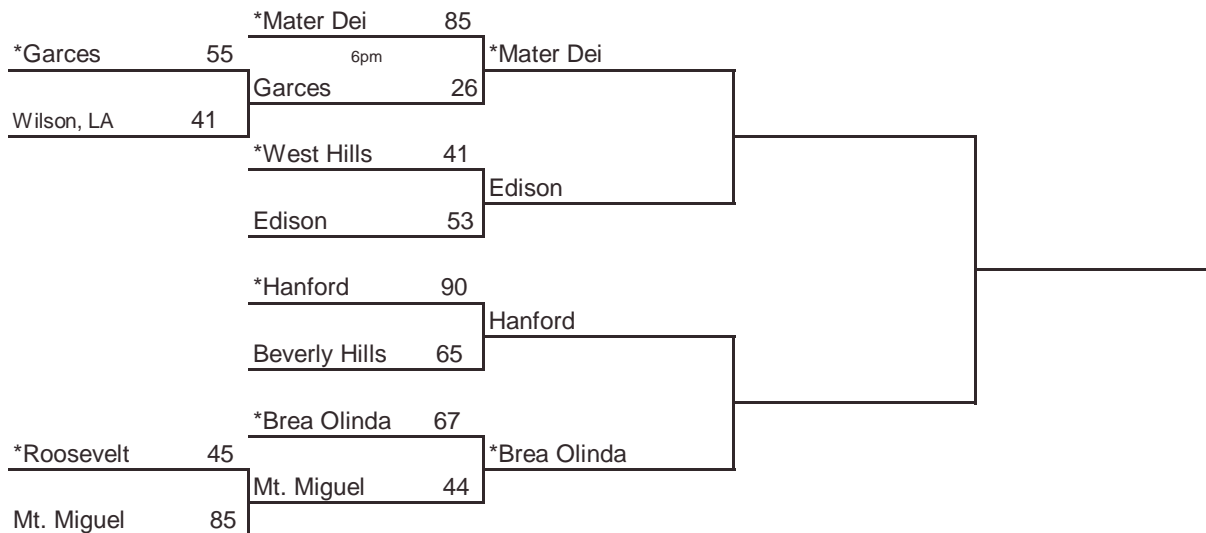 *Mater Dei 85
*Garces 55
6pm
*Mater Dei
Garces 26
Wilson, LA 41
*West Hills 41
Edison
Edison 53
*Hanford 90
Hanford
Beverly Hills 65
*Brea Olinda 67
*Roosevelt 45
*Brea Olinda
Mt. Miguel 44
Mt. Miguel 85